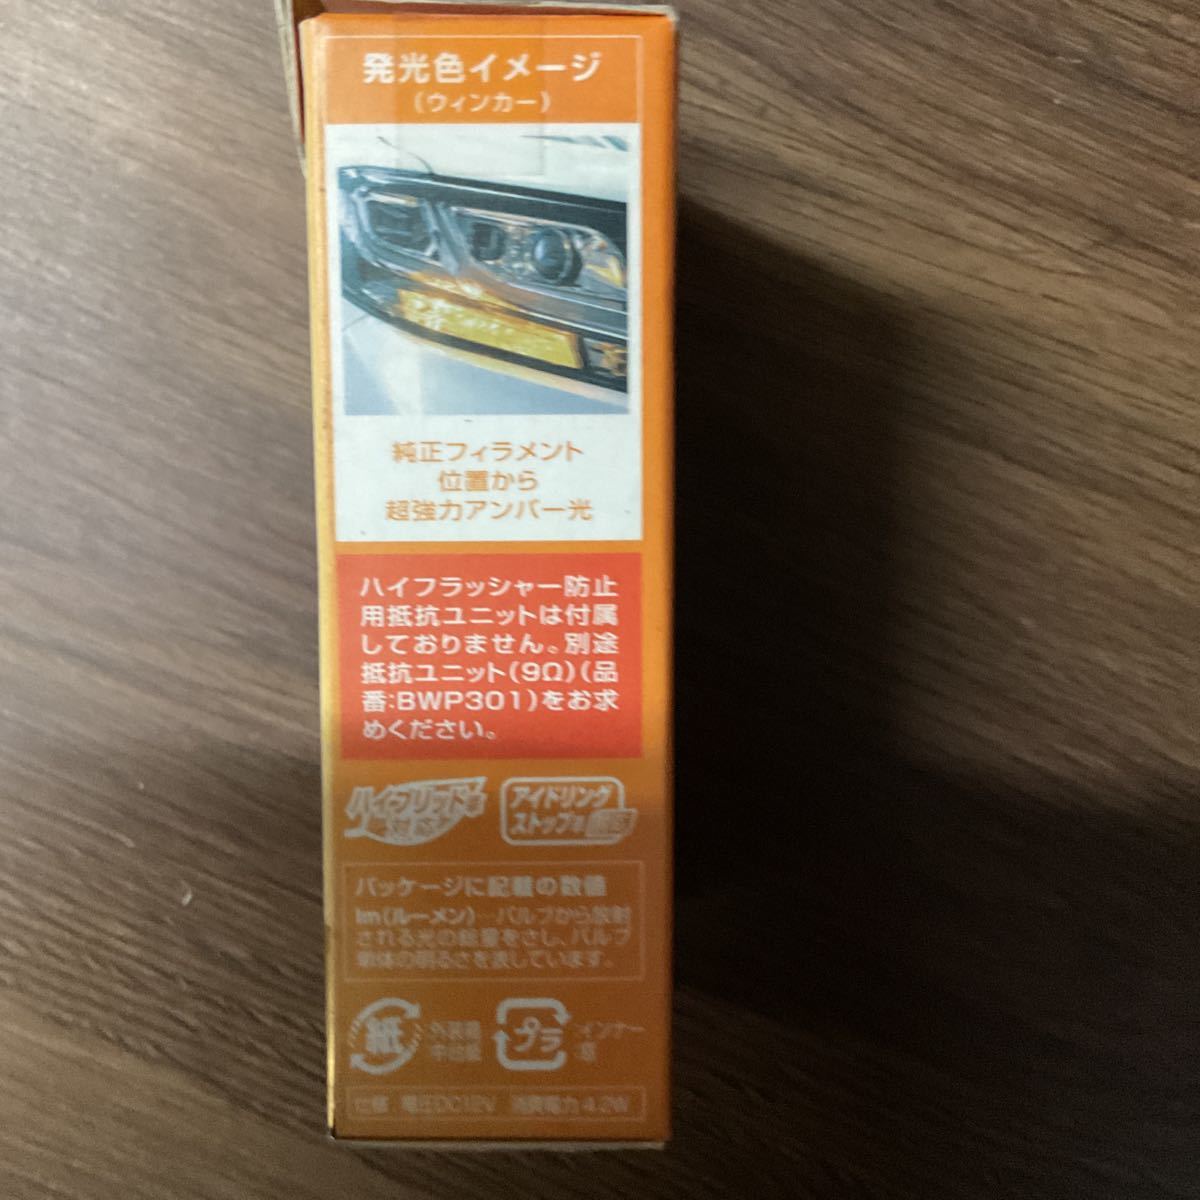 発光色イメージ
(ウィンカー)
純正フィラメント
位置から
超強力アンバー光
ハイフラッシャー防止
用抵抗ユニットは付属
しておりません。別途
抵抗ユニット(9Ω)(品
番:BWP301)をお求
めください。
ハイブリッド車
対応
アイドリング
ストップ車
パッケージに記載の数値
lm(ルーメン) バルブから放射
される光の総量をさし、バルブ
単体の明るさを表しています。
紙
外装箱
中台紙
プラ
インナー
仕様 電圧DC12V 消費電力4.2W